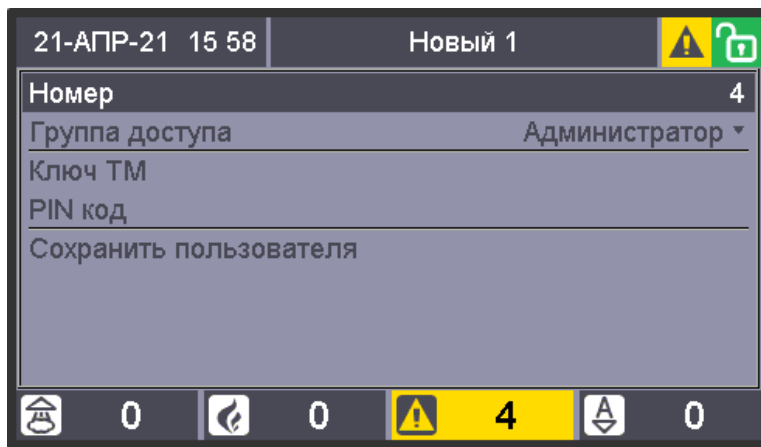 21-АПР-21 15 58 Новый 1
Номер 4
Группа доступа Администратор
Ключ ТМ
PIN код
Сохранить пользователя
0 0 4 A 0